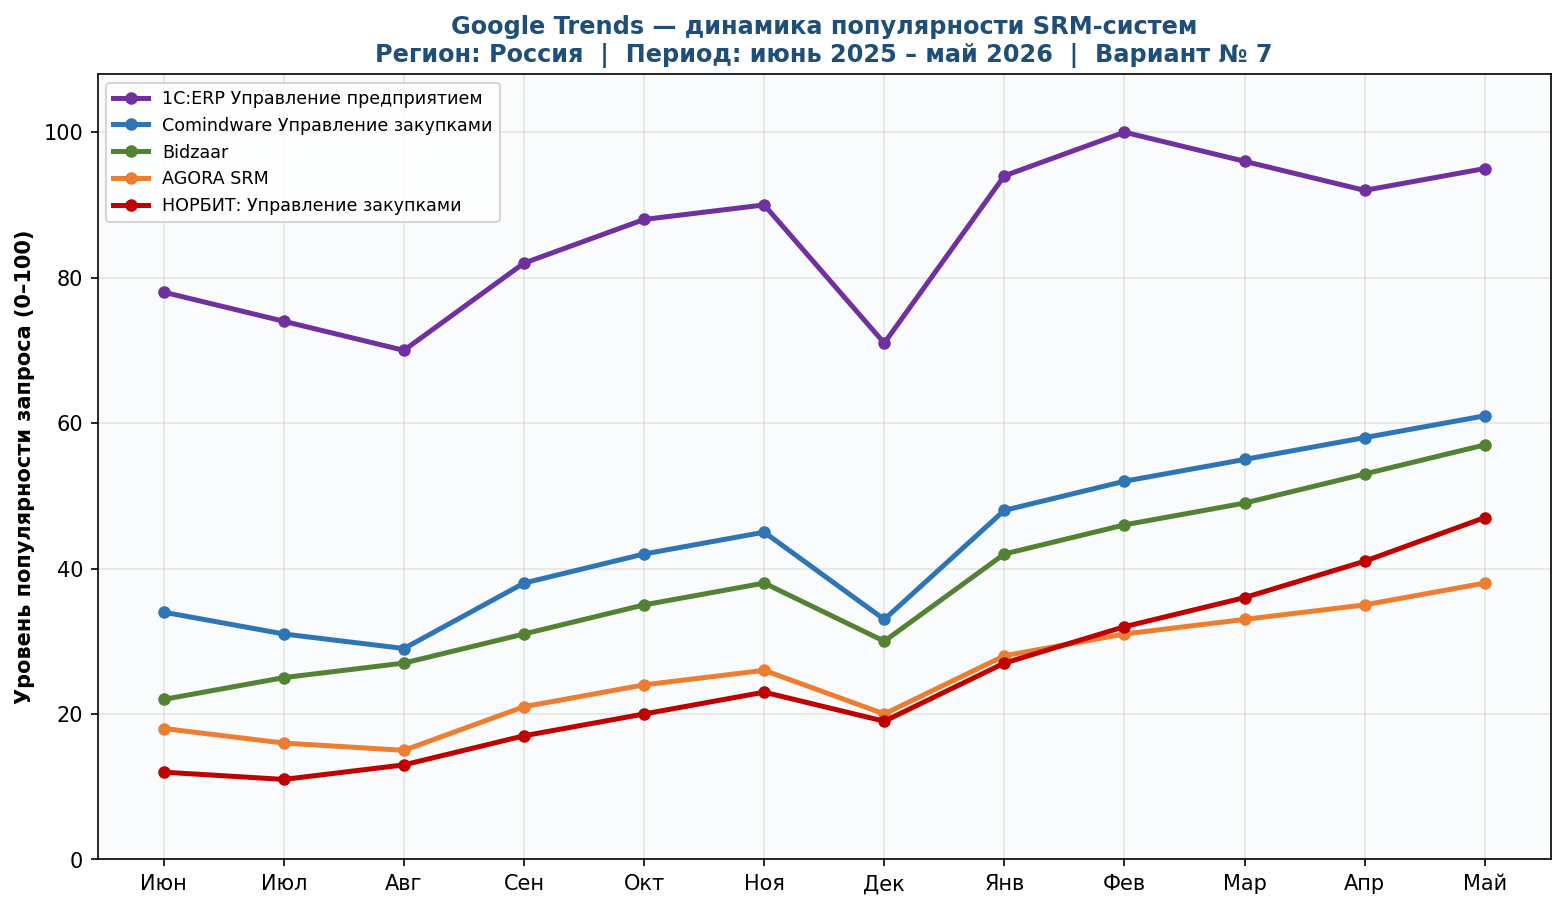 Google Trends — динамика популярности SRM-систем
Регион: Россия | Период: июнь 2025 – май 2026 | Вариант № 7
1С:ERP Управление предприятием
Comindware Управление закупками
Bidzaar
AGORA SRM
НОРБИТ: Управление закупками
Уровень популярности запроса (0–100)
100
80
60
40
20
0
Июн Июл Авг Сен Окт Ноя Дек Янв Фев Мар Апр Май